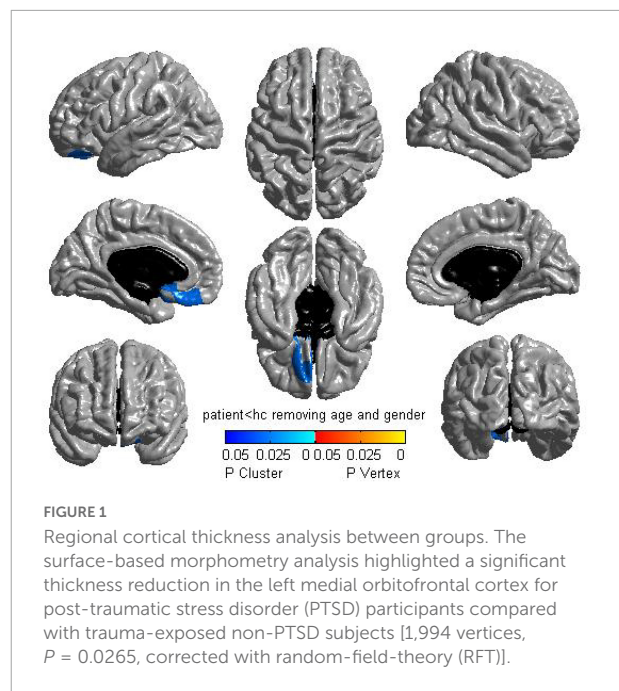 patient<hc removing age and gender
0.05 0.025 0 0.05 0.025 0
P Cluster P Vertex
FIGURE 1
Regional cortical thickness analysis between groups. The
surface-based morphometry analysis highlighted a significant
thickness reduction in the left medial orbitofrontal cortex for
post-traumatic stress disorder (PTSD) participants compared
with trauma-exposed non-PTSD subjects [1,994 vertices,
P = 0.0265, corrected with random-field-theory (RFT)].